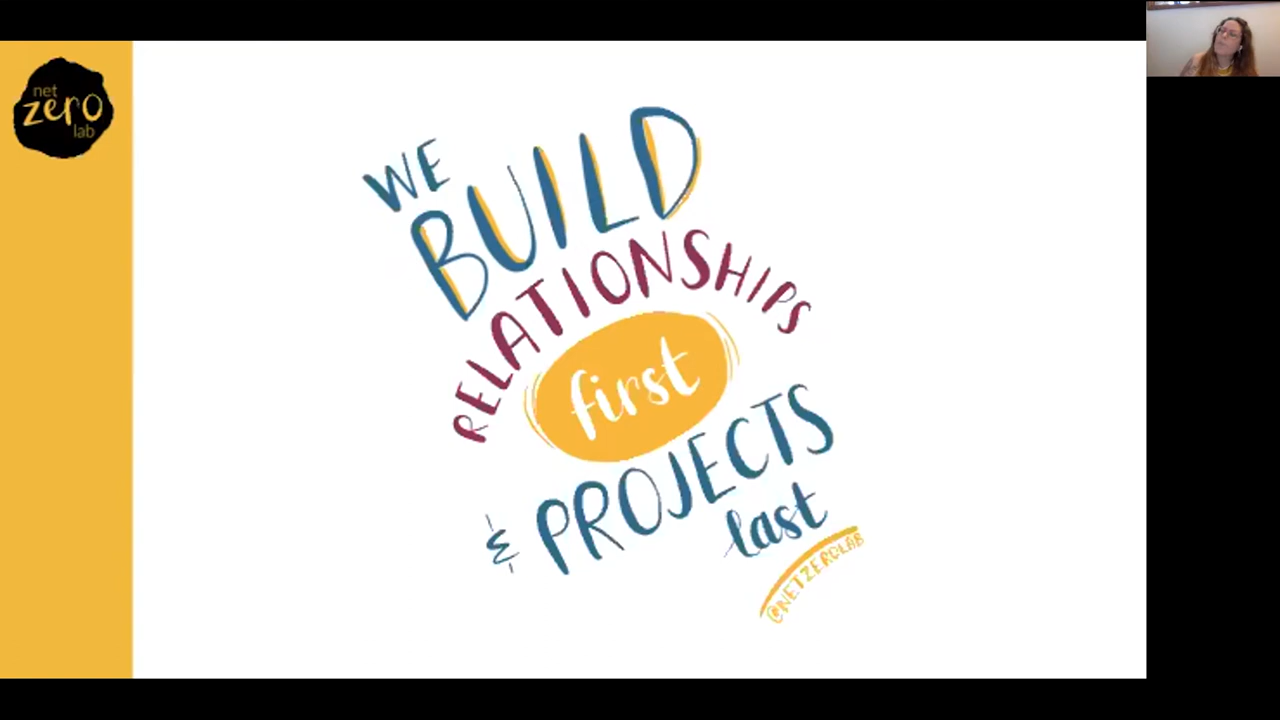 net
zero
lab
WE
BUILD
RELATIONSHIPS
first
& PROJECTS
last
@NETZEROLAB